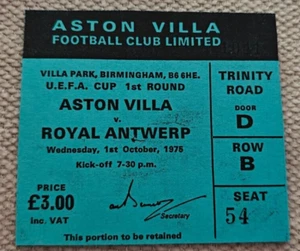 ASTON VILLA
FOOTBALL CLUB LIMITED
VILLA PARK, BIRMINGHAM, B6 6HE.
U.E.F.A. CUP 1st ROUND
ASTON VILLA
v.
ROYAL ANTWERP
Wednesday, 1st October, 1975
Kick-off 7-30 p.m.
PRICE
£3.00
inc. VAT
Secretary
This portion to be retained
TRINITY
ROAD
DOOR
D
ROW
B
SEAT
54